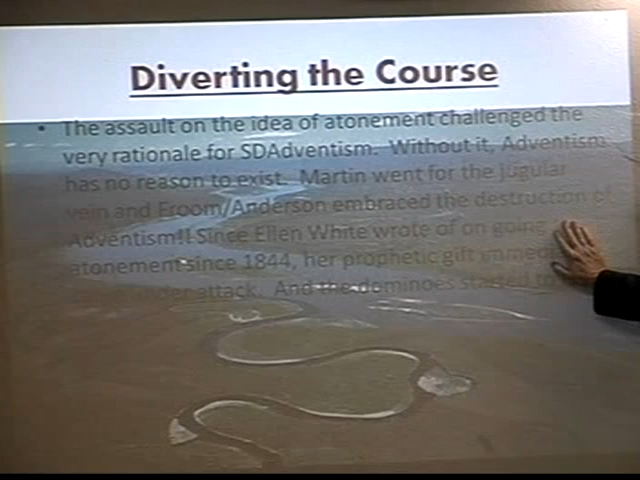 Diverting the Course
• The assault on the idea of atonement challenged the
very rationale for SDAdventism. Without it, Adventism
has no reason to exist. Martin went for the jugular
vein and Froom/Anderson embraced the destruction of
Adventism!! Since Ellen White wrote of on going
atonement since 1844, her prophetic gift
under attack. And the dominoes started to